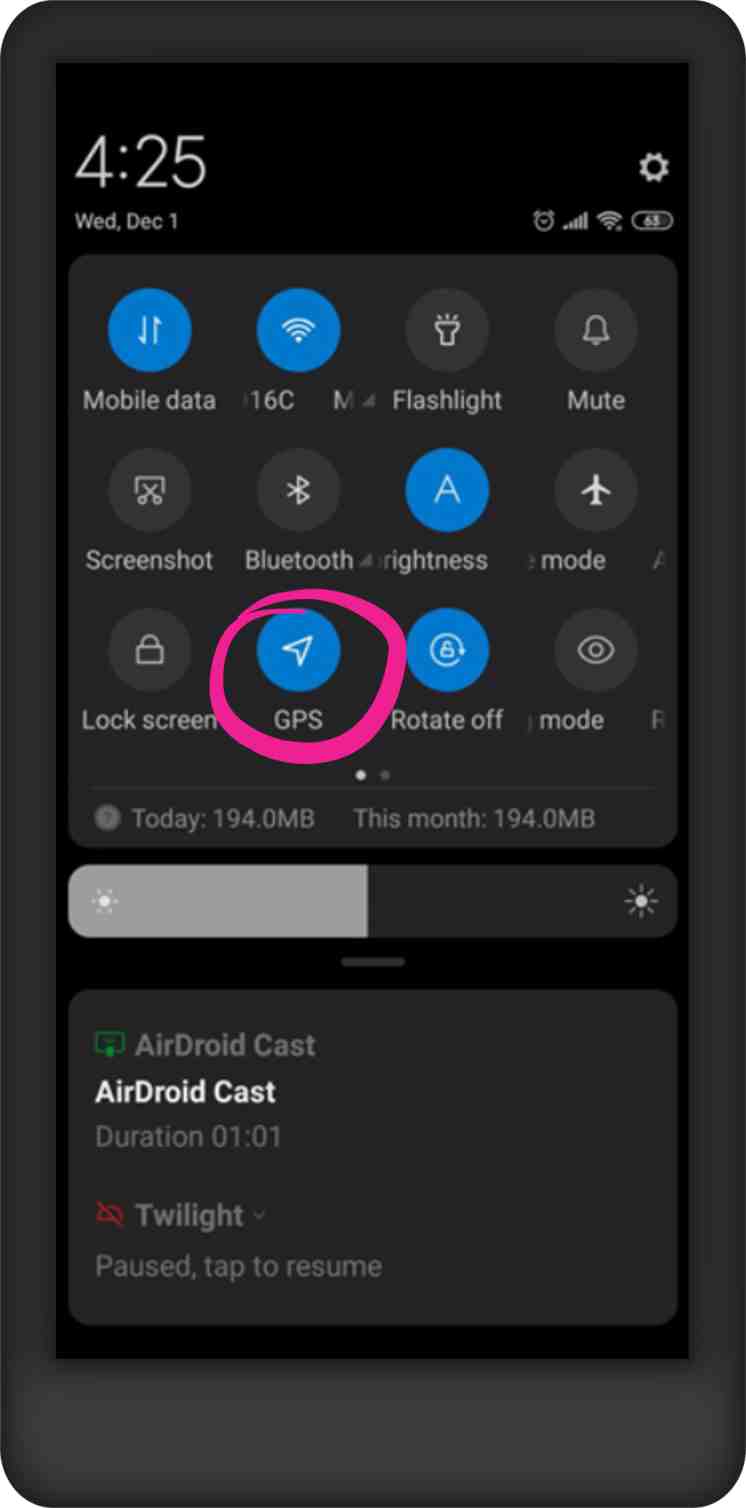 4:25
Wed, Dec 1
63
Mobile data 16C M Flashlight Mute
A
Screenshot Bluetooth rightness mode A
Lock screen GPS Rotate off mode R
? Today: 194.0MB This month: 194.0MB
AirDroid Cast
AirDroid Cast
Duration 01:01
Twilight
Paused, tap to resume